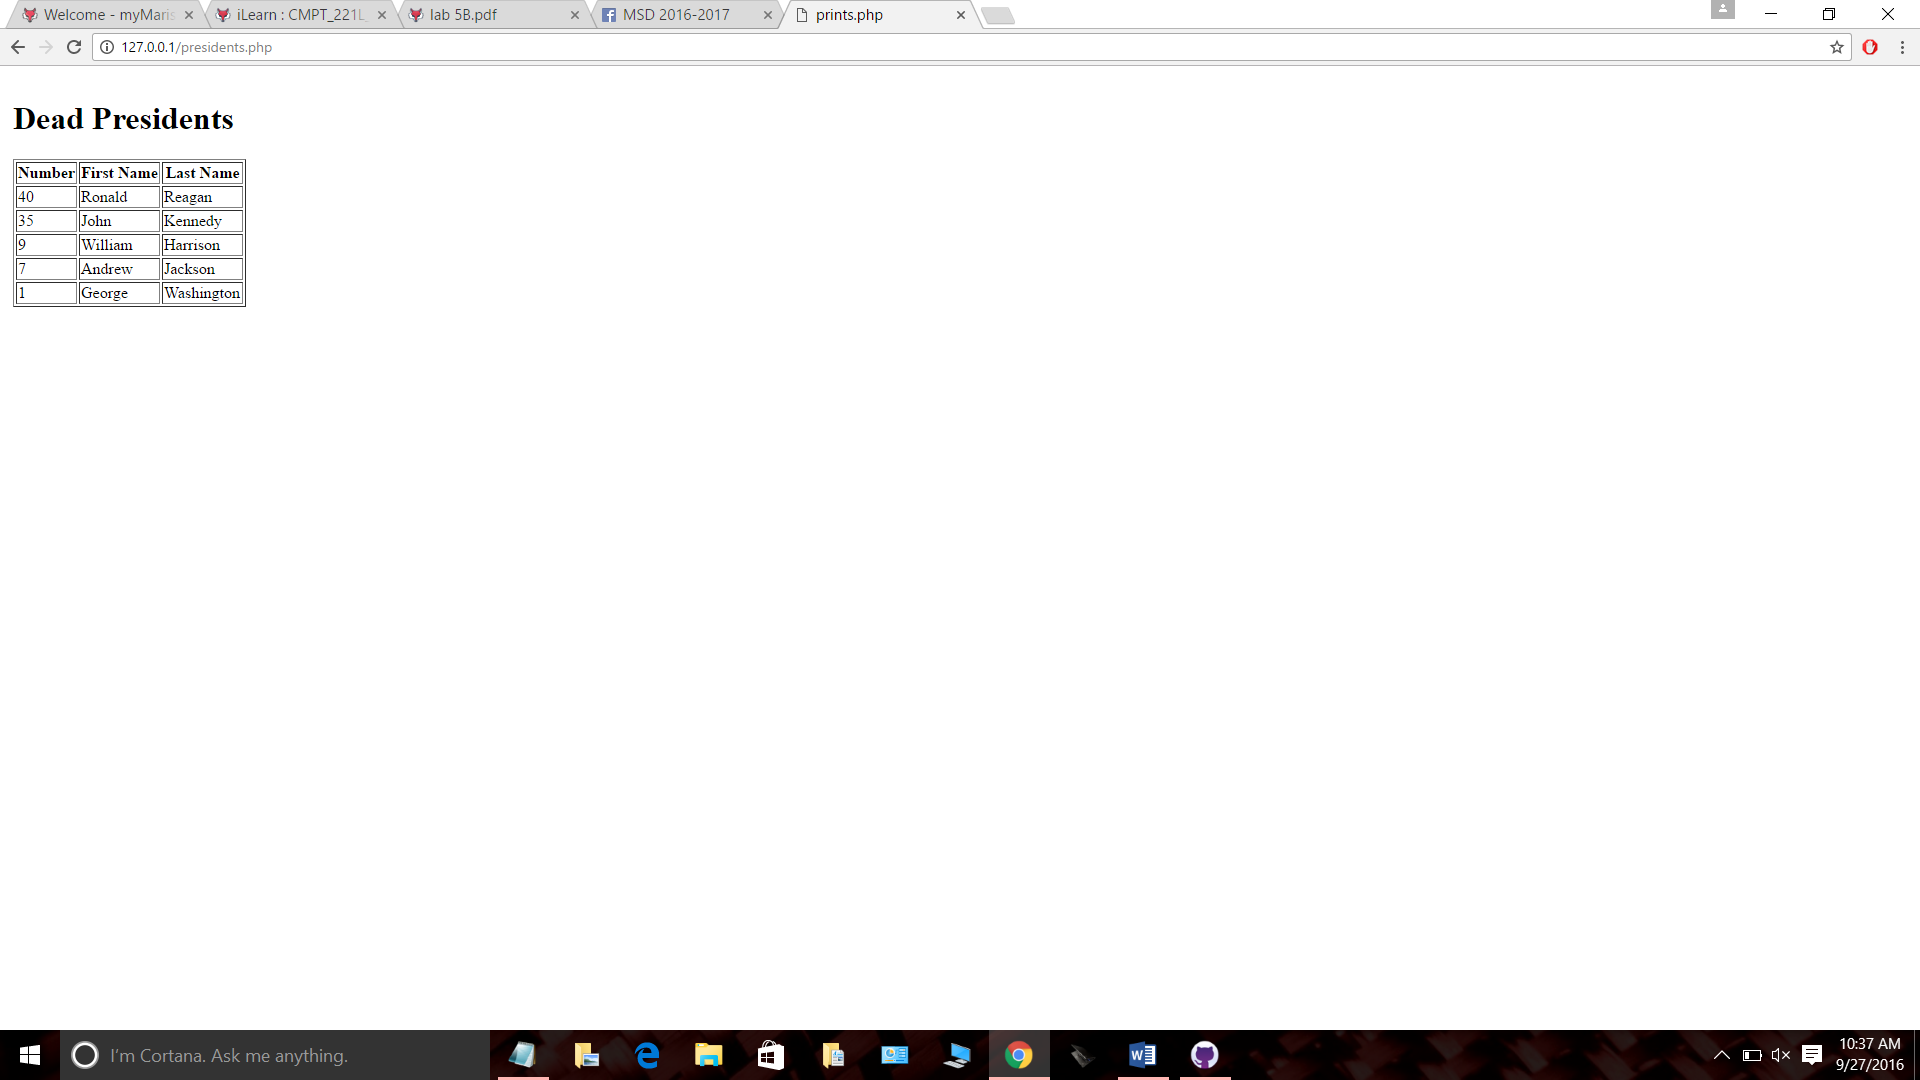 Welcome - myMaris
iLearn : CMPT_221L
lab 5B.pdf
MSD 2016-2017
prints.php
127.0.0.1/presidents.php
Dead Presidents
Number First Name Last Name
40 Ronald Reagan
35 John Kennedy
9 William Harrison
7 Andrew Jackson
1 George Washington
I'm Cortana. Ask me anything.
10:37 AM
9/27/2016